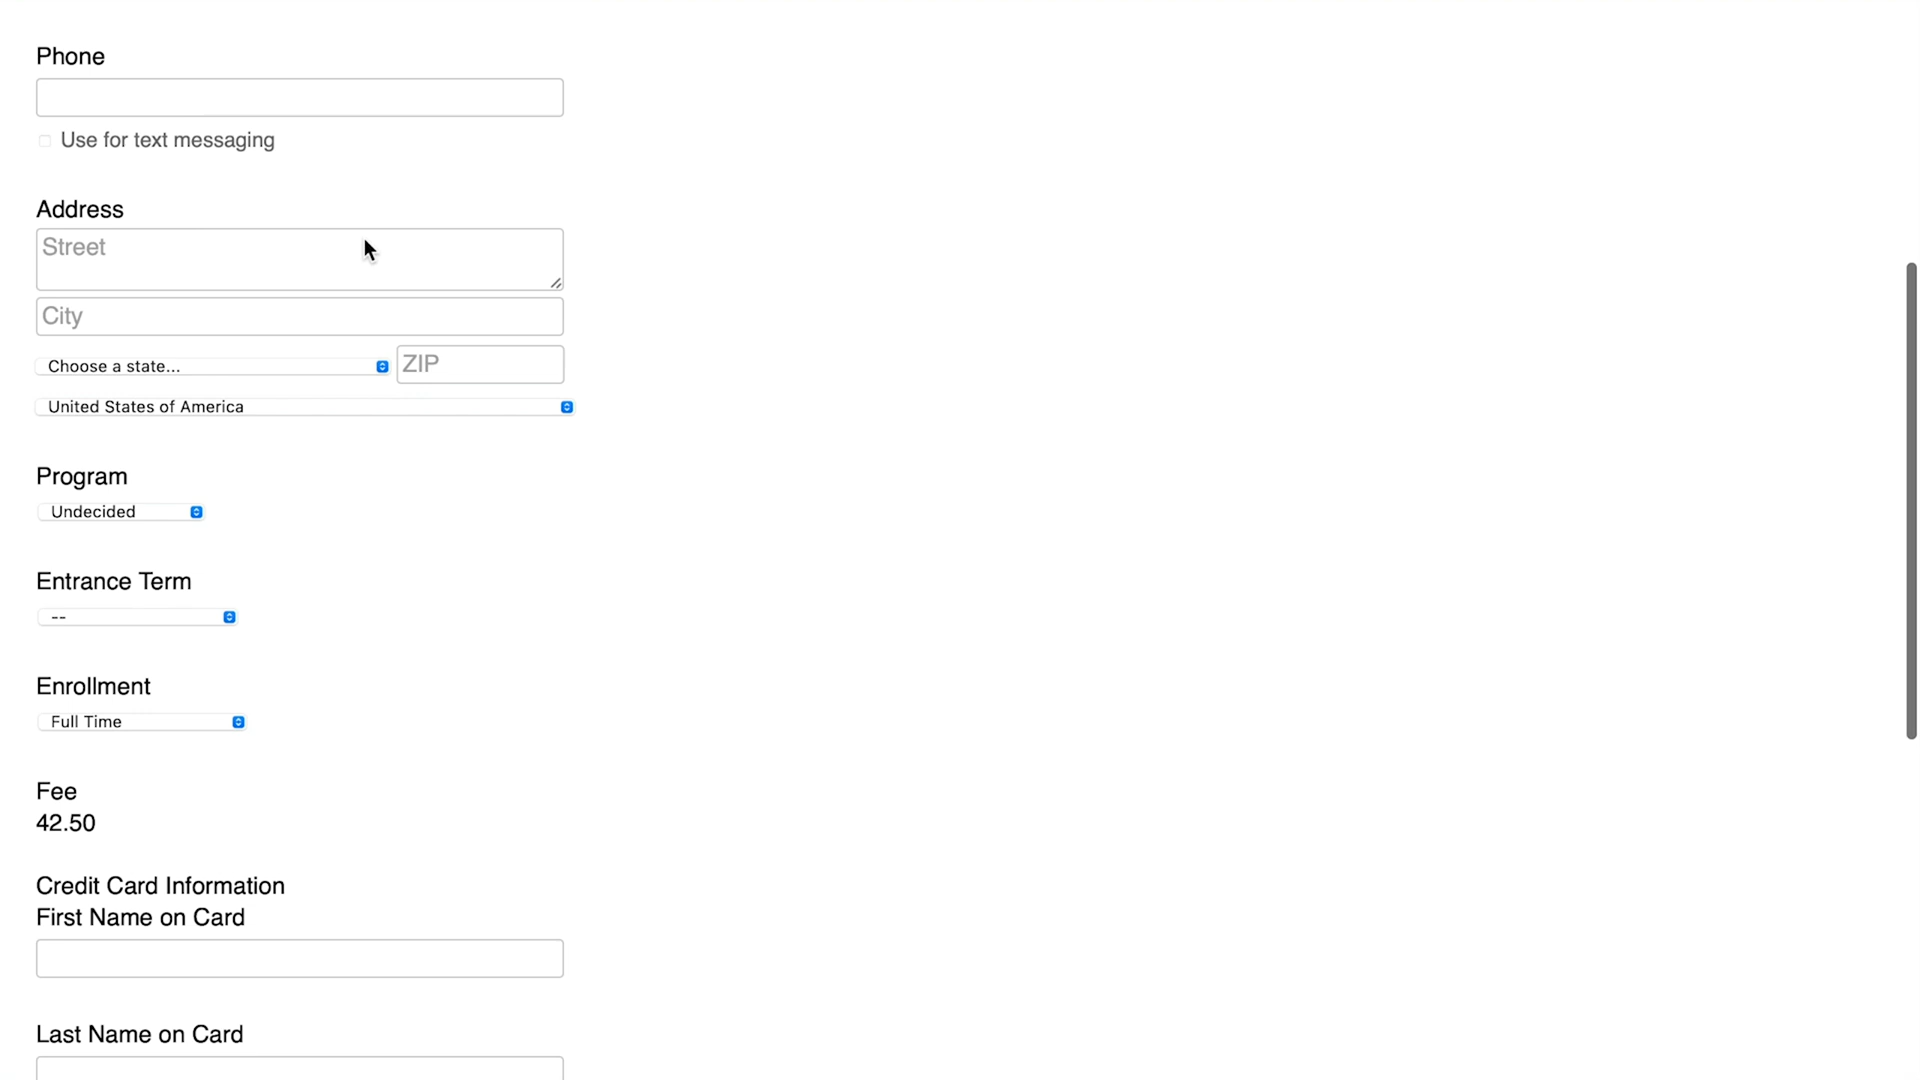 Phone
Use for text messaging
Address
Street
City
Choose a state... ZIP
United States of America
Program
Undecided
Entrance Term
--
Enrollment
Full Time
Fee
42.50
Credit Card Information
First Name on Card
Last Name on Card